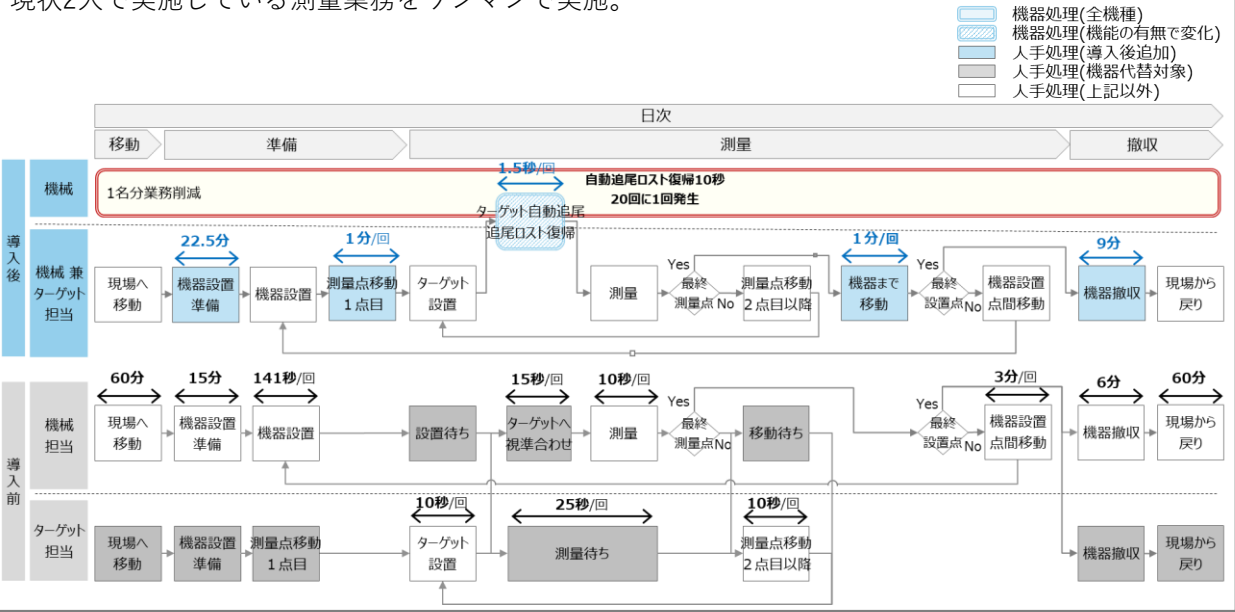 現状2人で実施している測量業務をワンマンで実施。
機器処理(全機種)
機器処理(機能の有無で変化)
人手処理(導入後追加)
人手処理(機器代替対象)
人手処理(上記以外)
日次
移動
準備
測量
撤収
導入後
機械
1名分業務削減
1.5秒/回
自動追尾ロスト復帰10秒
20回に1回発生
ターゲット自動追尾
追尾ロスト復帰
機械 兼
ターゲット
担当
現場へ
移動
22.5分
機器設置
準備
機器設置
1分/回
測量点移動
1点目
ターゲット
設置
測量
Yes
最終
測量点
No
測量点移動
2点目以降
1分/回
機器まで
移動
Yes
最終
設置点
No
機器設置
点間移動
9分
機器撤収
現場から
戻り
導入前
機械
担当
60分
現場へ
移動
15分
機器設置
準備
141秒/回
機器設置
設置待ち
15秒/回
ターゲットへ
視準合わせ
10秒/回
測量
Yes
最終
測量点
No
移動待ち
Yes
最終
設置点
No
3分/回
機器設置
点間移動
6分
機器撤収
60分
現場から
戻り
ターゲット
担当
現場へ
移動
機器設置
準備
測量点移動
1点目
10秒/回
ターゲット
設置
25秒/回
測量待ち
10秒/回
測量点移動
2点目以降
機器撤収
現場から
戻り